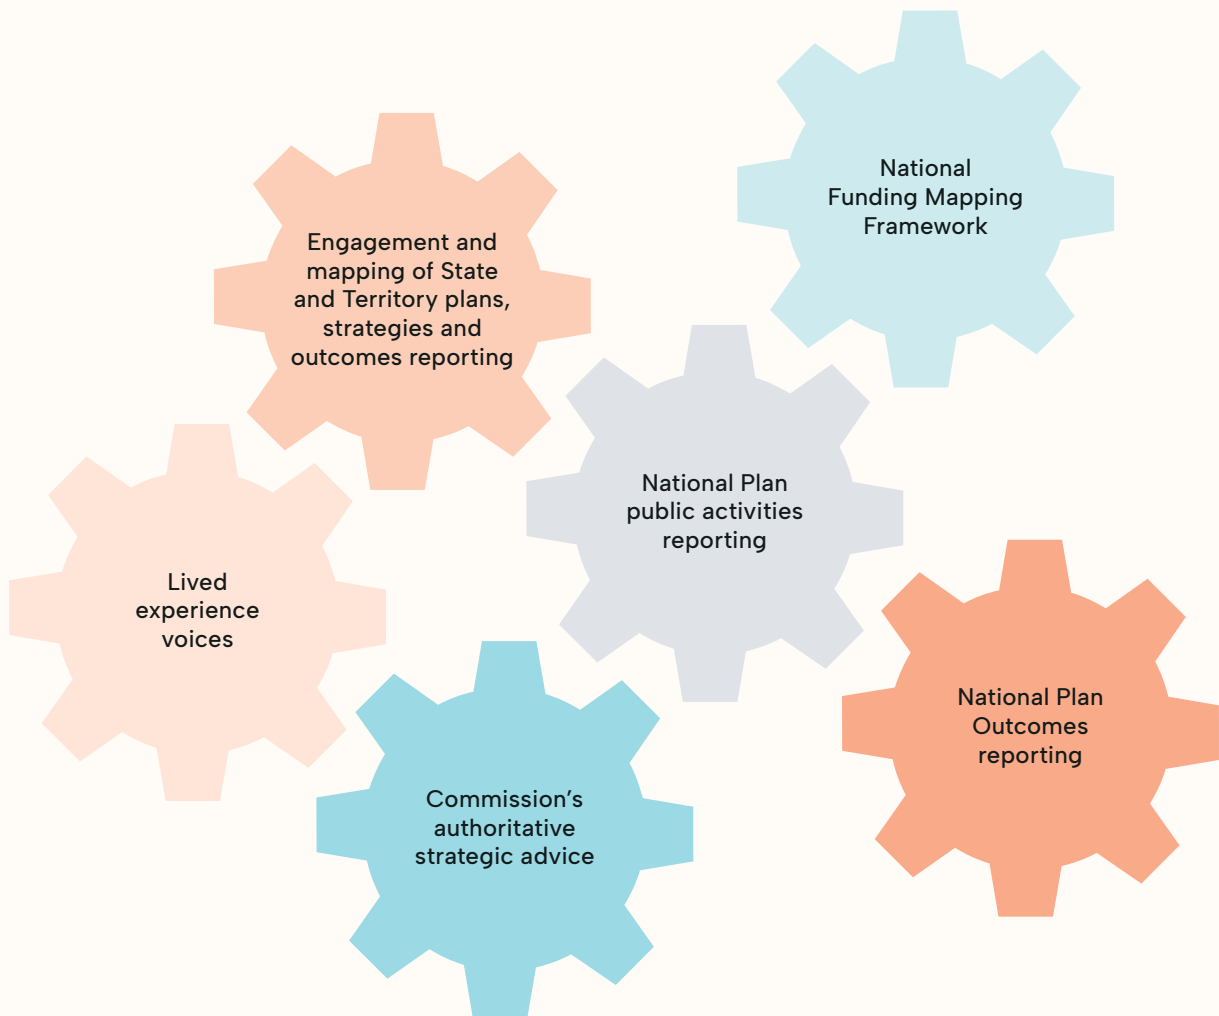 National
Funding Mapping
Framework
Engagement and
mapping of State
and Territory plans,
strategies and
outcomes reporting
National Plan
public activities
reporting
Lived
experience
voices
National Plan
Outcomes
reporting
Commission’s
authoritative
strategic advice